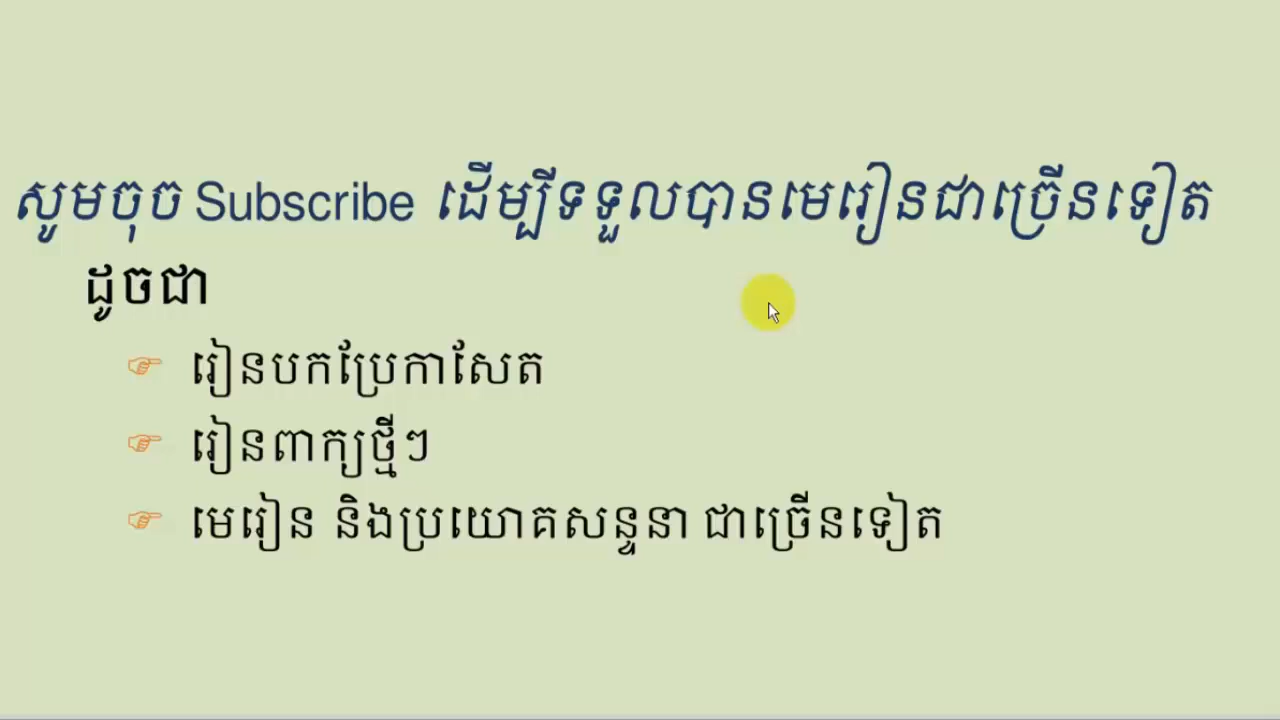 សូមចុច Subscribe ដើម្បីទទួលបានមេរៀនជាច្រើនទៀត
ដូចជា
រៀនបកប្រែកាសែត
រៀនពាក្យថ្មីៗ
មេរៀន និងប្រយោគសន្ទនា ជាច្រើនទៀត